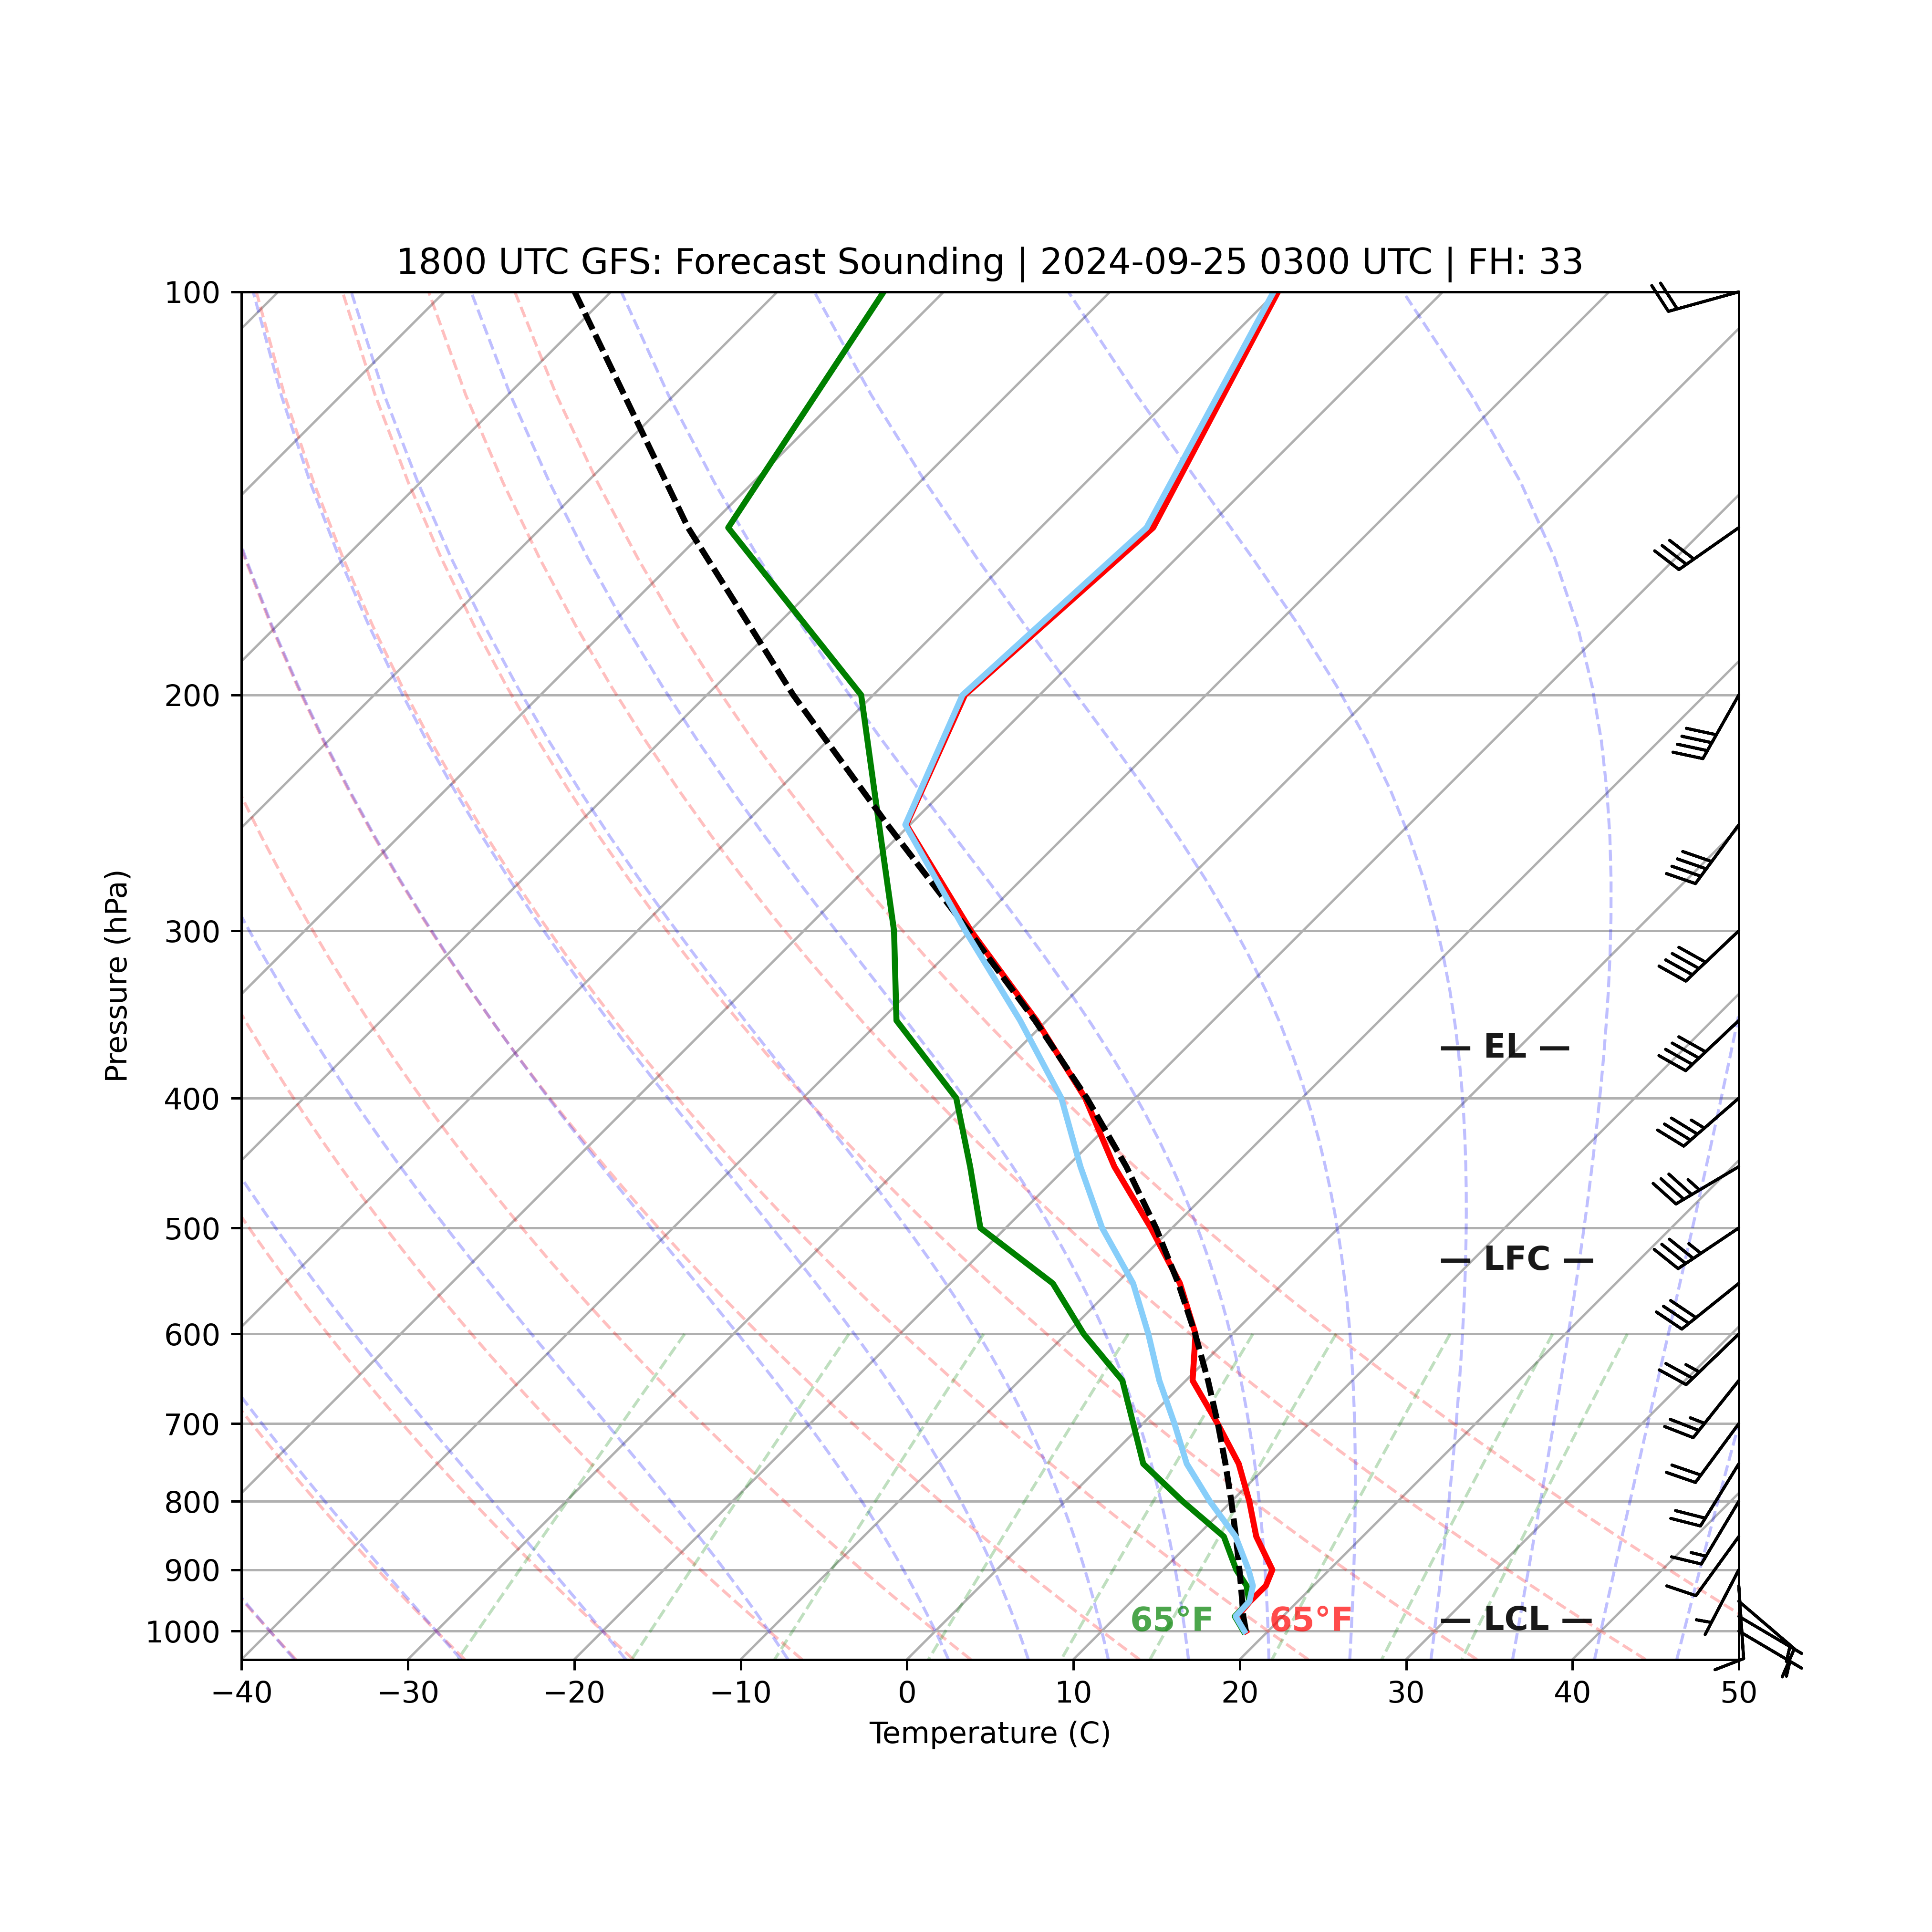 1800 UTC GFS: Forecast Sounding | 2024-09-25 0300 UTC | FH: 33
100
200
300
400
500
600
700
800
900
1000
Pressure (hPa)
— EL —
— LFC —
65°F 65°F — LCL —
−40 −30 −20 −10 0 10 20 30 40 50
Temperature (C)